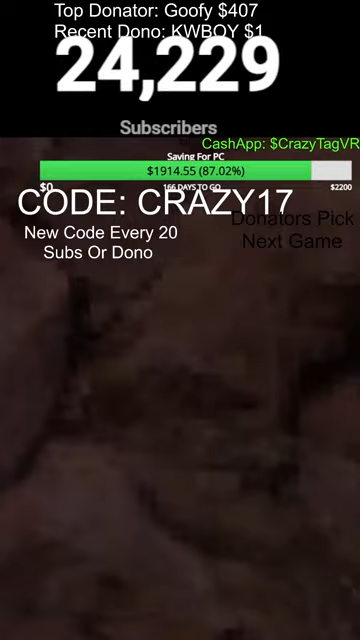 Top Donator: Goofy $407
Recent Dono: KWBOY $1
24,229
Subscribers
CashApp: $CrazyTagVR
Saving For PC
$1914.55 (87.02%)
$0
166 DAYS TO GO
$2200
CODE: CRAZY17
Donators Pick
Next Game
New Code Every 20
Subs Or Dono